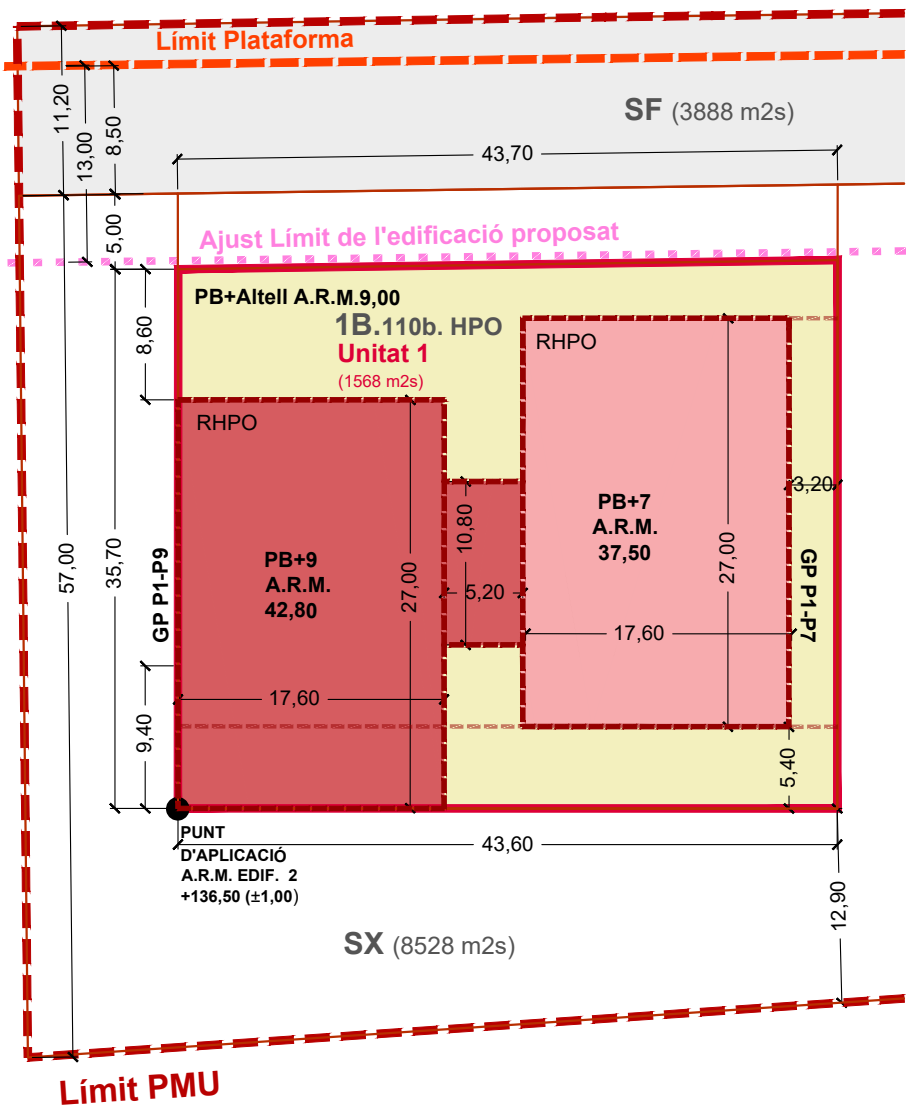 Límit Plataforma
11,20
13,00
8,50
SF (3888 m2s)
43,70
5,00
Ajust Límit de l'edificació proposat
PB+Altell A.R.M.9,00
1B.110b. HPO
Unitat 1
(1568 m2s)
8,60
RHPO
RHPO
57,00
35,70
GP P1-P9
PB+9
A.R.M.
42,80
27,00
10,80
5,20
PB+7
A.R.M.
37,50
27,00
3,20
GP P1-P7
17,60
17,60
9,40
5,40
PUNT
D'APLICACIÓ
A.R.M. EDIF. 2
+136,50 (±1,00)
43,60
12,90
SX (8528 m2s)
Límit PMU